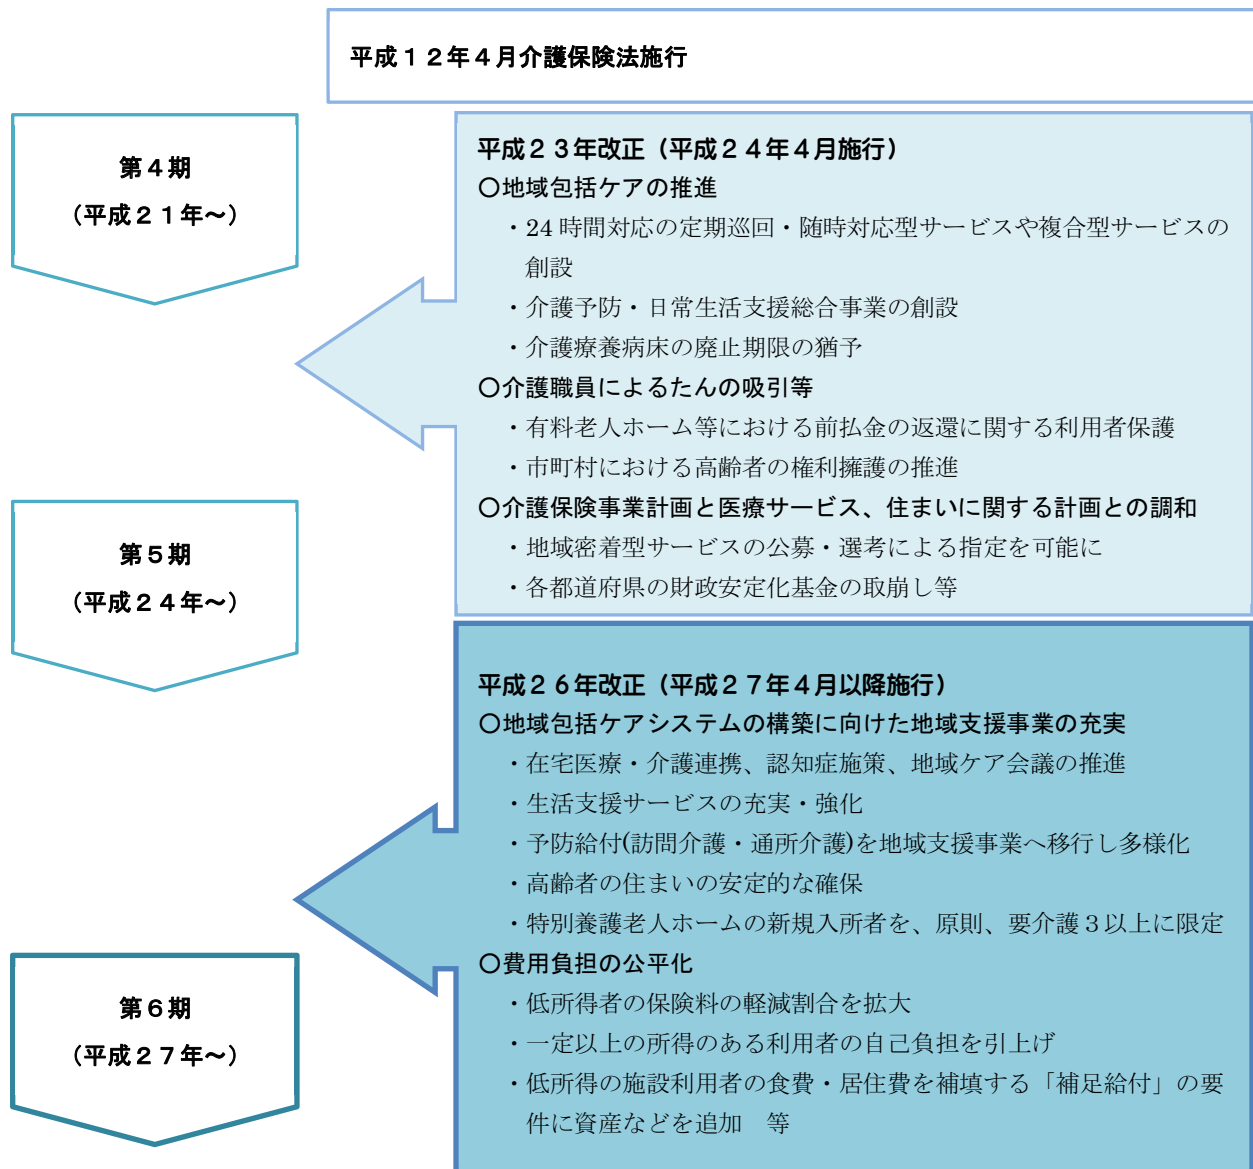 平成１２年４月介護保険法施行
第４期
（平成２１年～）
平成２３年改正（平成２４年４月施行）
〇地域包括ケアの推進
・24 時間対応の定期巡回・随時対応型サービスや複合型サービスの
創設
・介護予防・日常生活支援総合事業の創設
・介護療養病床の廃止期限の猶予
〇介護職員によるたんの吸引等
・有料老人ホーム等における前払金の返還に関する利用者保護
・市町村における高齢者の権利擁護の推進
〇介護保険事業計画と医療サービス、住まいに関する計画との調和
・地域密着型サービスの公募・選考による指定を可能に
・各都道府県の財政安定化基金の取崩し等
第５期
（平成２４年～）
平成２６年改正（平成２７年４月以降施行）
〇地域包括ケアシステムの構築に向けた地域支援事業の充実
・在宅医療・介護連携、認知症施策、地域ケア会議の推進
・生活支援サービスの充実・強化
・予防給付(訪問介護・通所介護)を地域支援事業へ移行し多様化
・高齢者の住まいの安定的な確保
・特別養護老人ホームの新規入所者を、原則、要介護３以上に限定
〇費用負担の公平化
・低所得者の保険料の軽減割合を拡大
・一定以上の所得のある利用者の自己負担を引上げ
・低所得の施設利用者の食費・居住費を補填する「補足給付」の要
件に資産などを追加　等
第６期
（平成２７年～）